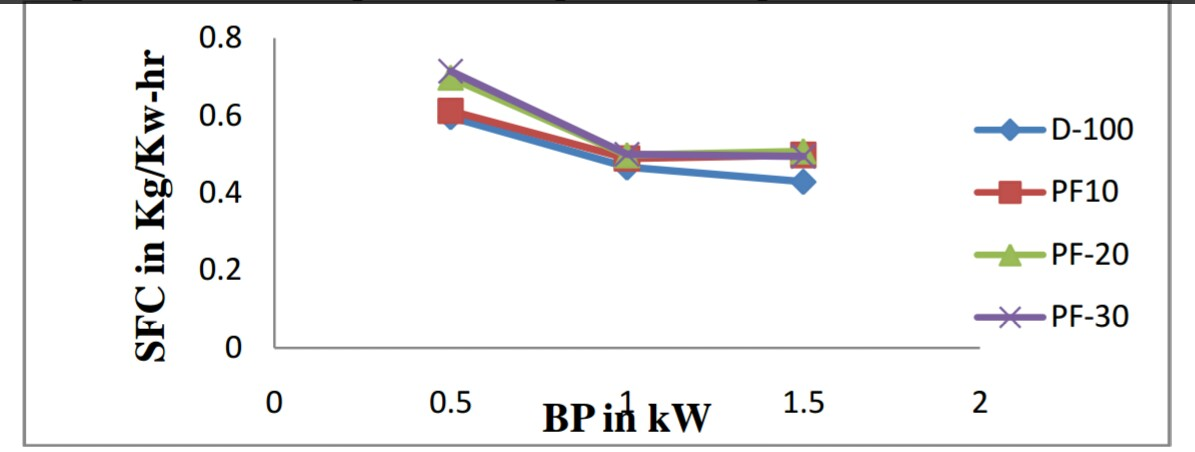 SFC in Kg/Kw-hr
0.8
0.6
0.4
0.2
0
0 0.5 1 1.5 2
BP in kW
D-100
PF10
PF-20
PF-30